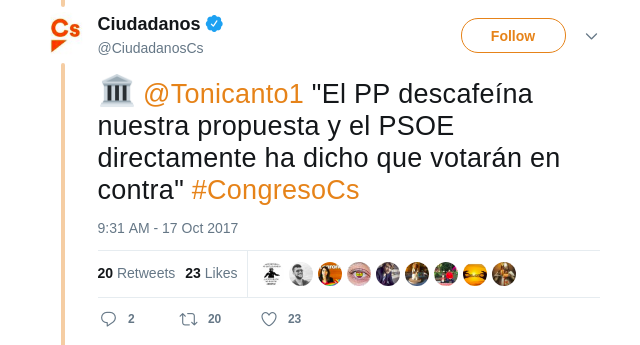 Cs
Ciudadanos
@CiudadanosCs
Follow
🏛 @Tonicanto1 "El PP descafeína
nuestra propuesta y el PSOE
directamente ha dicho que votarán en
contra" #CongresoCs
9:31 AM - 17 Oct 2017
20 Retweets 23 Likes
2 20 23